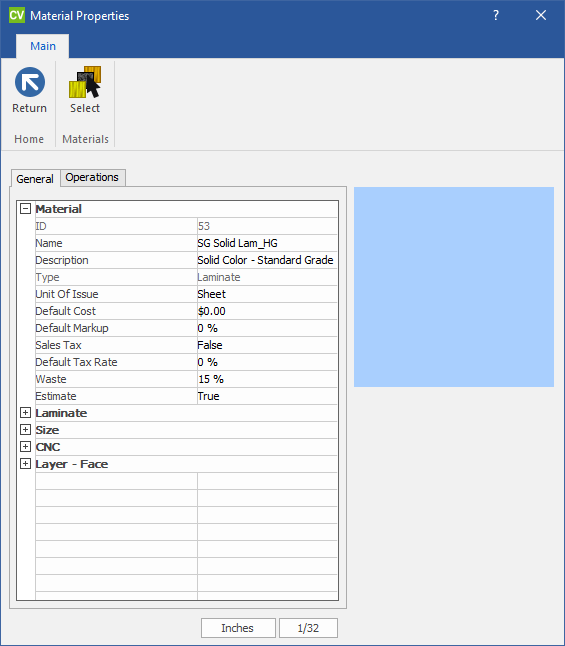 CV Material Properties ?
Main
Return
Select
Home
Materials
General
Operations
Material
ID 53
Name SG Solid Lam_HG
Description Solid Color - Standard Grade
Type Laminate
Unit Of Issue Sheet
Default Cost $0.00
Default Markup 0 %
Sales Tax False
Default Tax Rate 0 %
Waste 15 %
Estimate True
Laminate
Size
CNC
Layer - Face
Inches
1/32